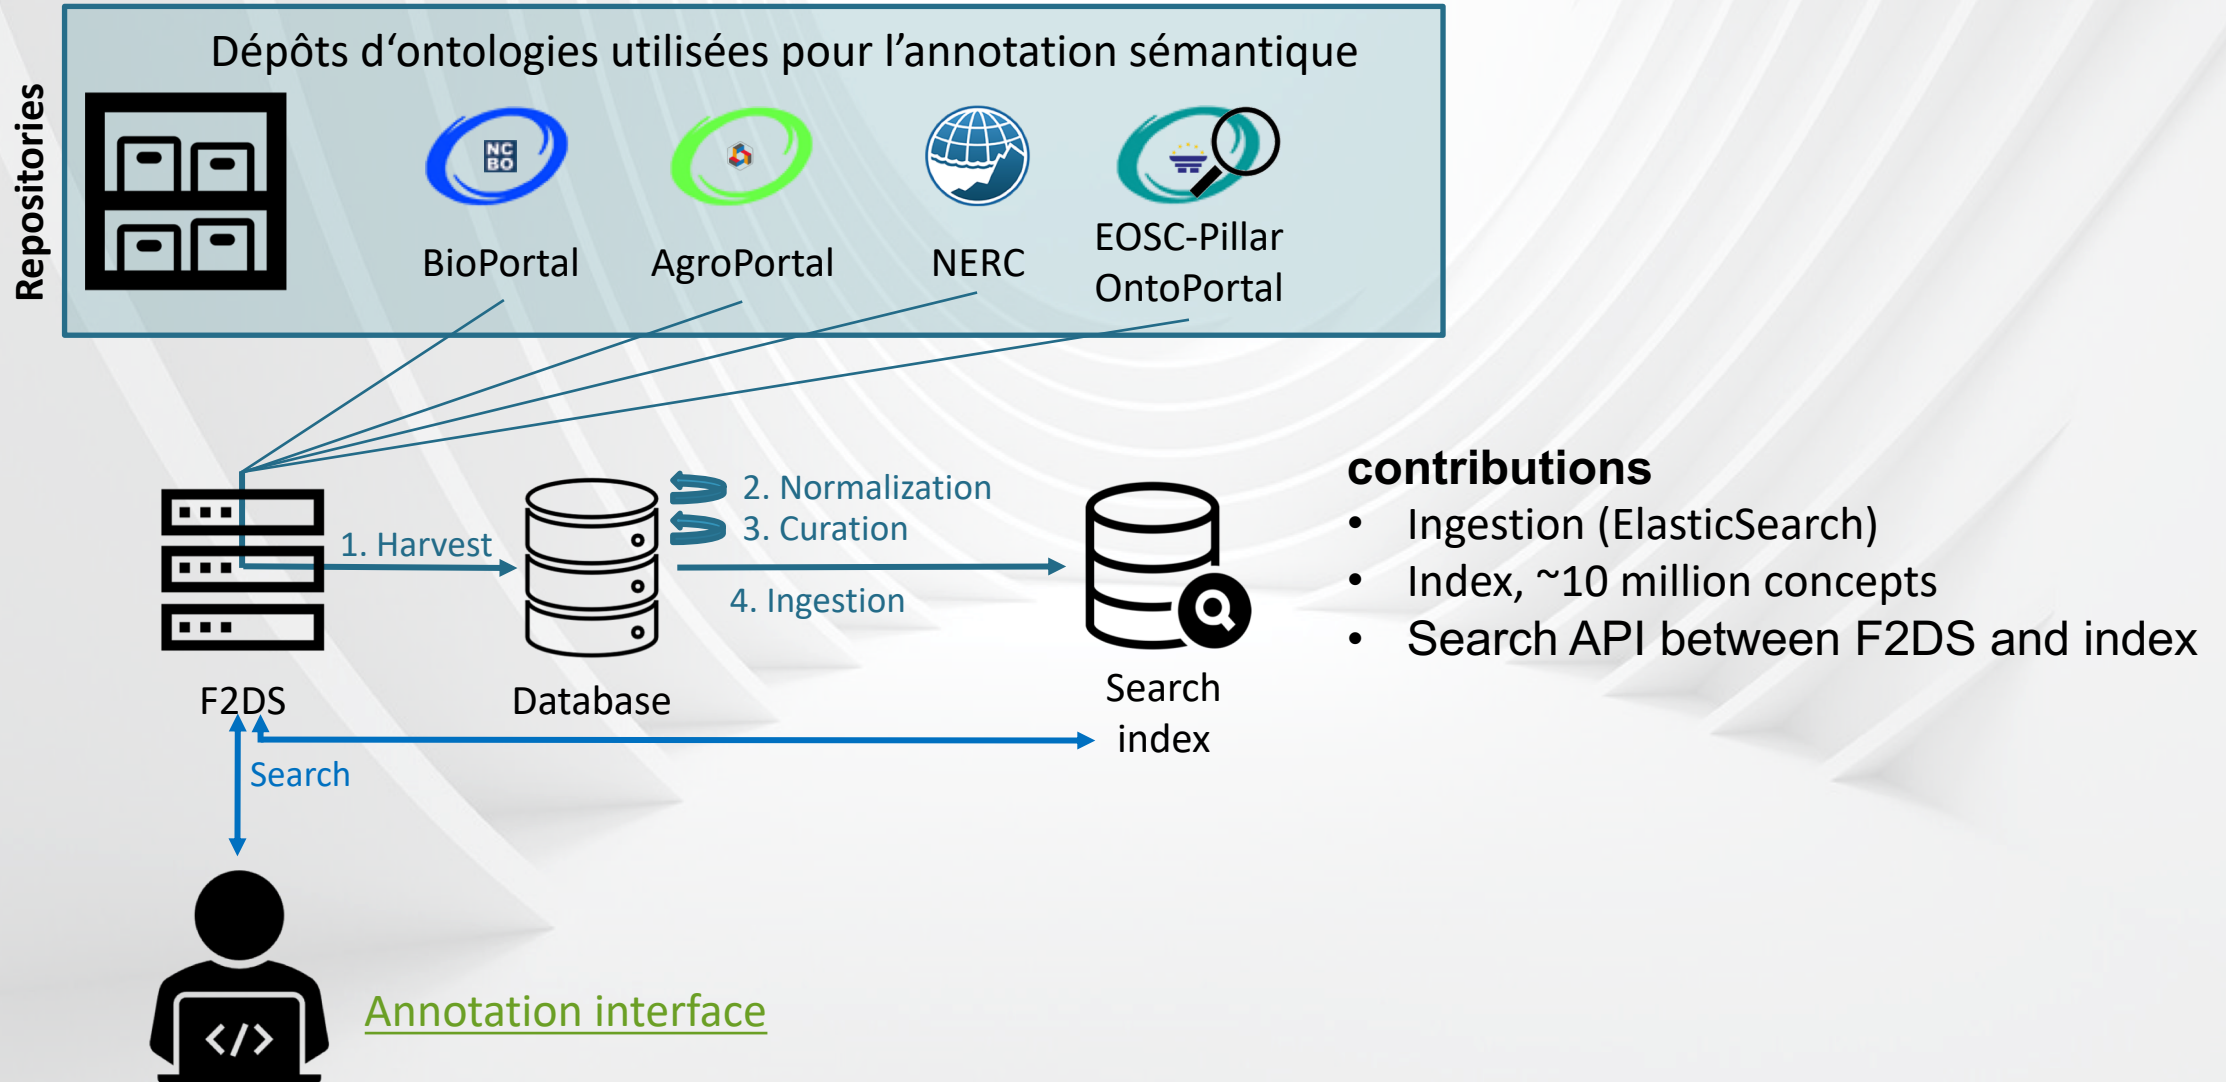 Dépôts d‘ontologies utilisées pour l’annotation sémantique
Repositories
NC
BO
BioPortal
AgroPortal
NERC
EOSC-Pillar
OntoPortal
1. Harvest
2. Normalization
3. Curation
4. Ingestion
F2DS
Database
Search
index
Search
</>
Annotation interface
contributions
• Ingestion (ElasticSearch)
• Index, ~10 million concepts
• Search API between F2DS and index